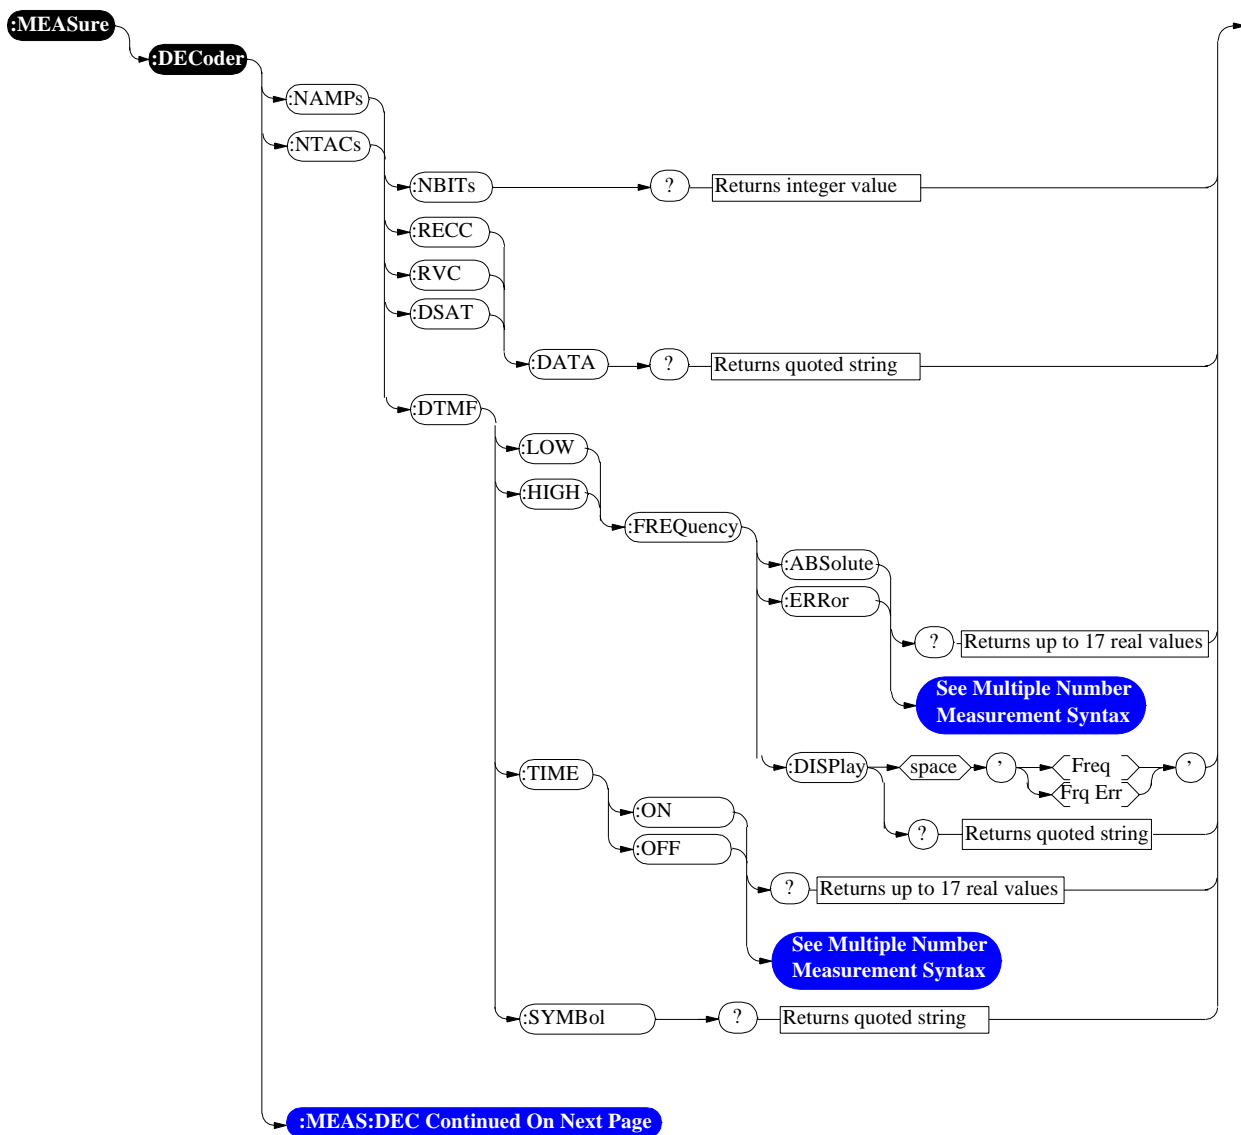 :MEASure
:DECoder
:NAMPs
:NTACs
:NBITs ? Returns integer value
:RECC
:RVC
:DSAT
:DATA ? Returns quoted string
:DTMF
:LOW
:HIGH
:FREQuency
:ABSolute
:ERRor
? Returns up to 17 real values
See Multiple Number
Measurement Syntax
:DISPlay space ’ Freq ’
Frq Err
? Returns quoted string
:TIME
:ON
:OFF
? Returns up to 17 real values
See Multiple Number
Measurement Syntax
:SYMBol ? Returns quoted string
:MEAS:DEC Continued On Next Page